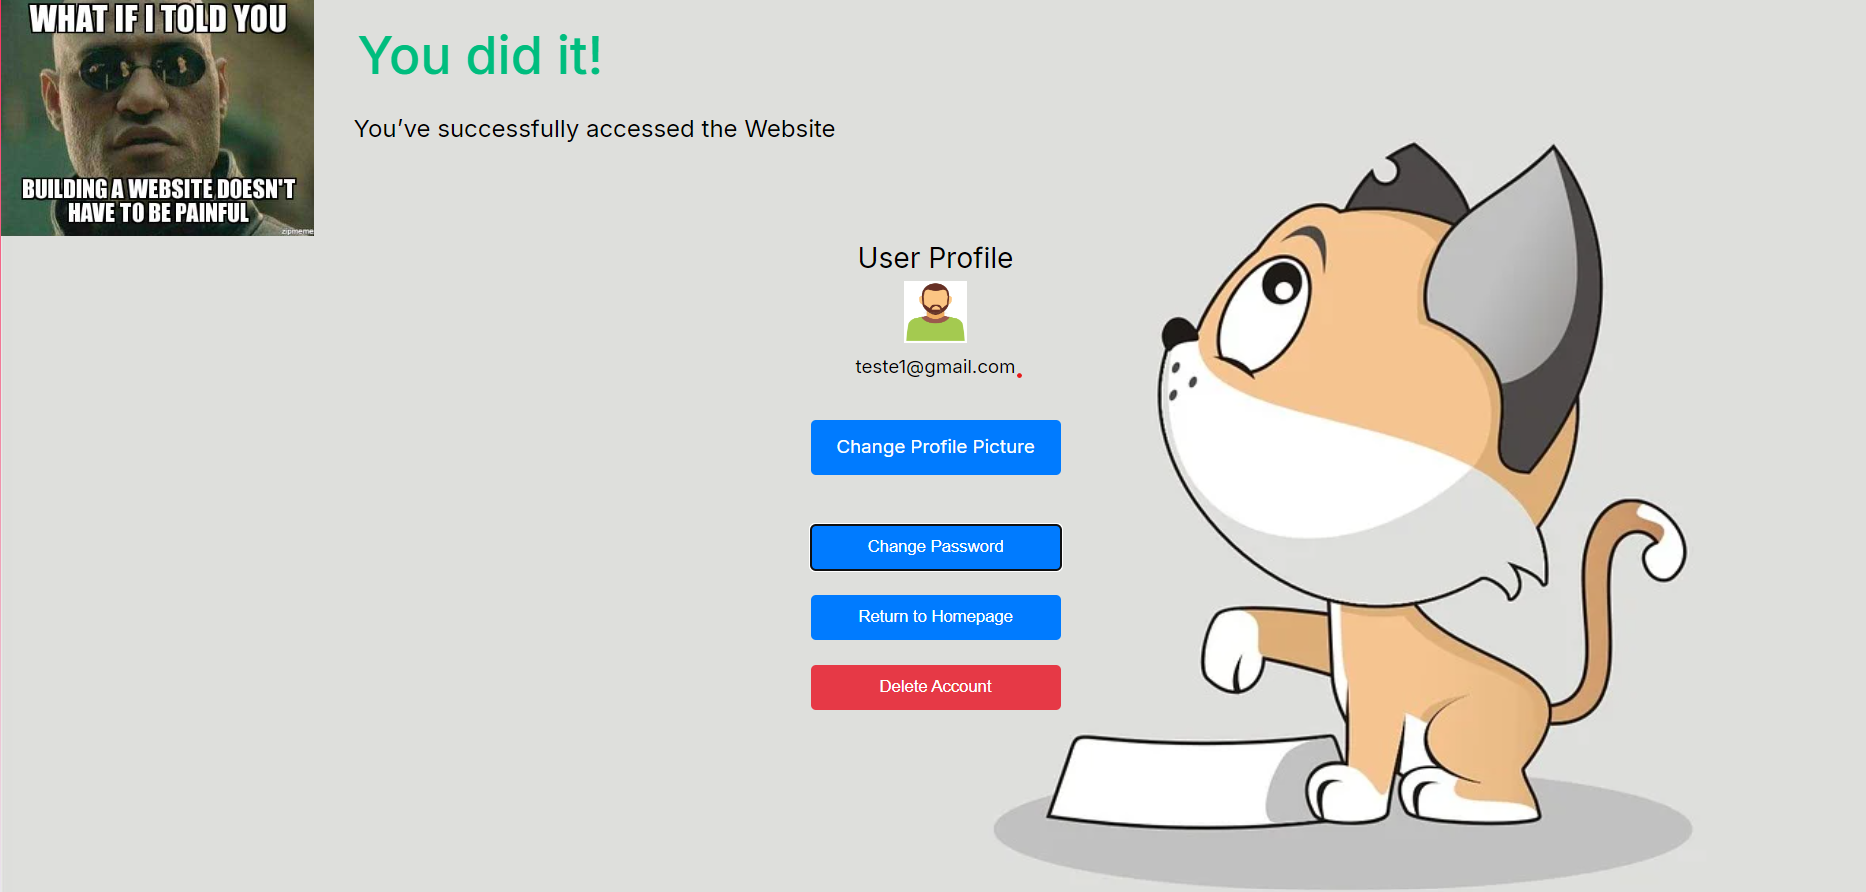 WHAT IF I TOLD YOU
BUILDING A WEBSITE DOESN'T
HAVE TO BE PAINFUL
zipmeme
You did it!
You’ve successfully accessed the Website
User Profile
teste1@gmail.com
Change Profile Picture
Change Password
Return to Homepage
Delete Account